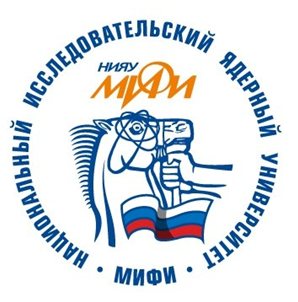 НАЦИОНАЛЬНЫЙ ИССЛЕДОВАТЕЛЬСКИЙ ЯДЕРНЫЙ УНИВЕРСИТЕТ
• МИФИ •
НИЯУ
МИФИ